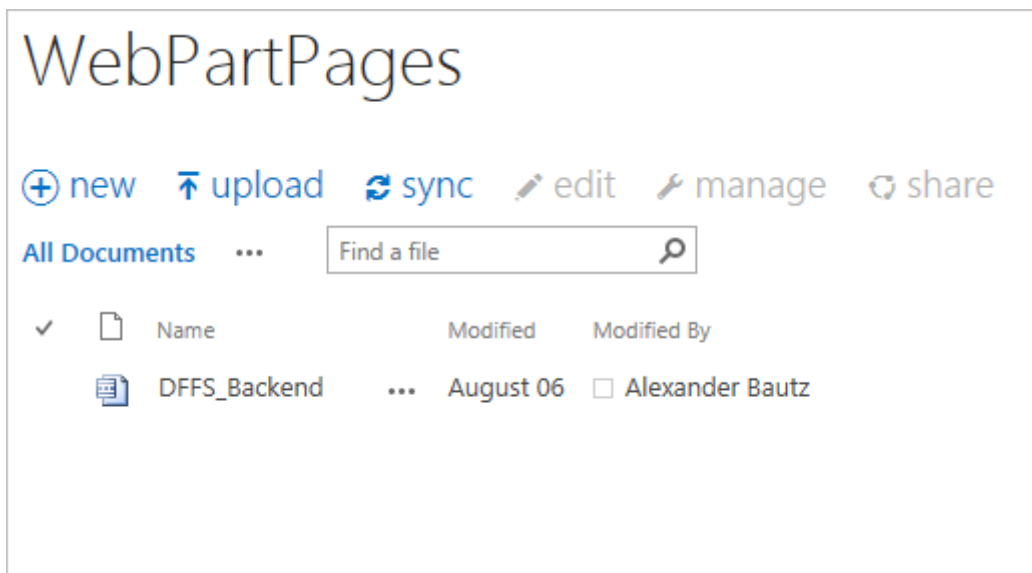 WebPartPages
new upload sync edit manage share
All Documents ••• Find a file
Name Modified Modified By
DFFS_Backend ••• August 06 Alexander Bautz